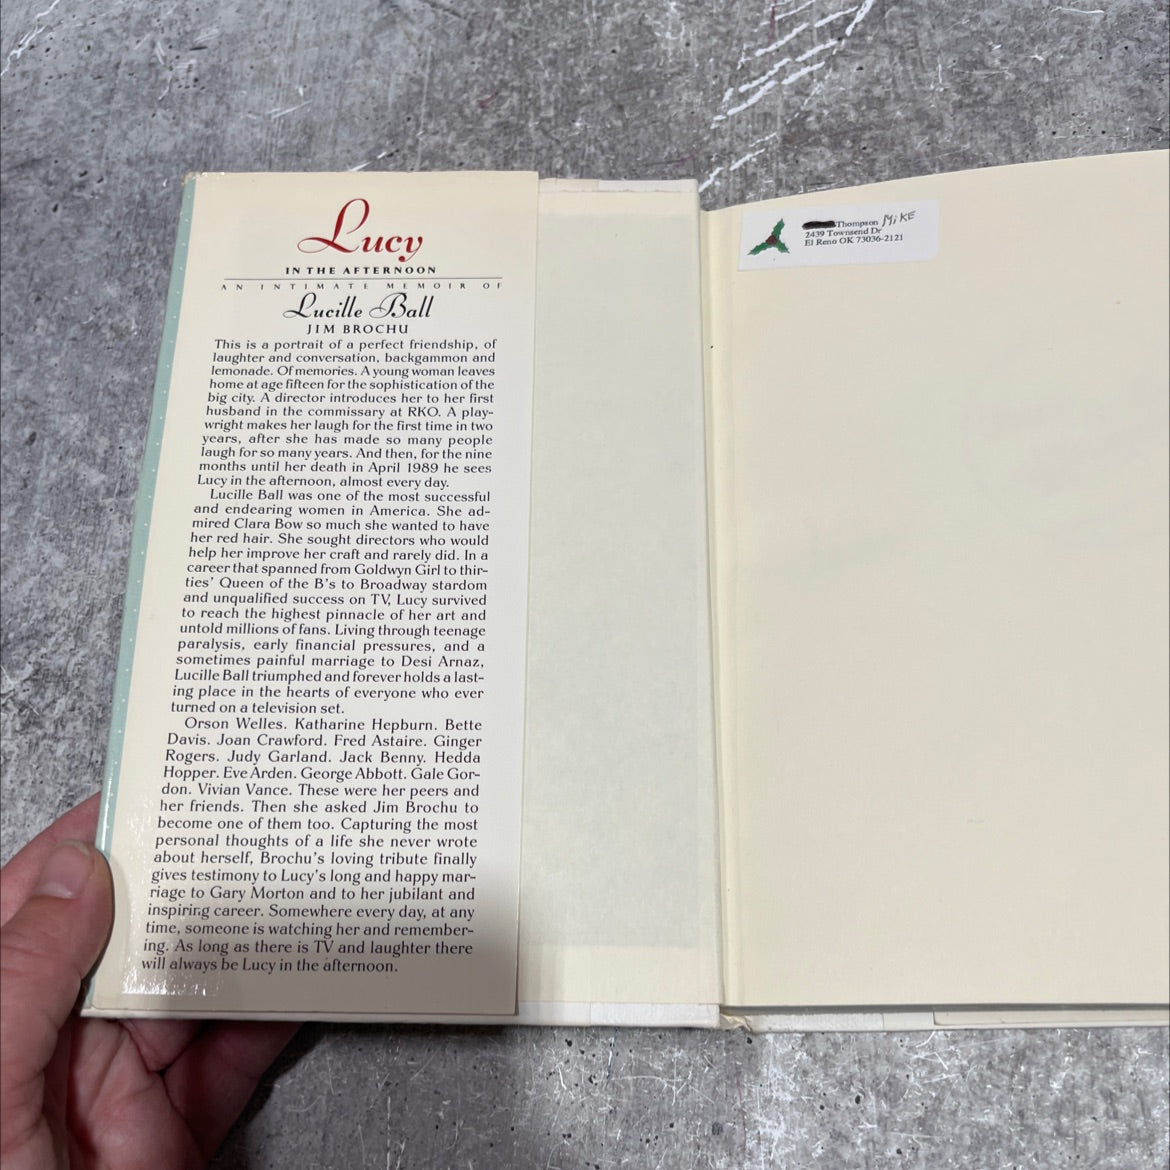 Lucy
IN THE AFTERNOON
AN INTIMATE MEMOIR OF
Lucille Ball
JIM BROCHU
This is a portrait of a perfect friendship, of
laughter and conversation, backgammon and
lemonade. Of memories. A young woman leaves
home at age fifteen for the sophistication of the
big city. A director introduces her to her first
husband in the commissary at RKO. A play-
wright makes her laugh for the first time in two
years, after she has made so many people
laugh for so many years. And then, for the nine
months until her death in April 1989 he sees
Lucy in the afternoon, almost every day.
Lucille Ball was one of the most successful
and endearing women in America. She ad-
mired Clara Bow so much she wanted to have
her red hair. She sought directors who would
help her improve her craft and rarely did. In a
career that spanned from Goldwyn Girl to thir-
ties' Queen of the B's to Broadway stardom
and unqualified success on TV, Lucy survived
to reach the highest pinnacle of her art and
untold millions of fans. Living through teenage
paralysis, early financial pressures, and a
sometimes painful marriage to Desi Arnaz,
Lucille Ball triumphed and forever holds a last-
ing place in the hearts of everyone who ever
turned on a television set.
Orson Welles. Katharine Hepburn. Bette
Davis. Joan Crawford. Fred Astaire. Ginger
Rogers. Judy Garland. Jack Benny. Hedda
Hopper. Eve Arden. George Abbott. Gale Gor-
don. Vivian Vance. These were her peers and
her friends. Then she asked Jim Brochu to
become one of them too. Capturing the most
personal thoughts of a life she never wrote
about herself, Brochu's loving tribute finally
gives testimony to Lucy's long and happy mar-
riage to Gary Morton and to her jubilant and
inspiring career. Somewhere every day, at any
time, someone is watching her and remember-
ing. As long as there is TV and laughter there
will always be Lucy in the afternoon.
Thompson MIKE
2439 Townsend Dr
El Reno OK 73036-2121